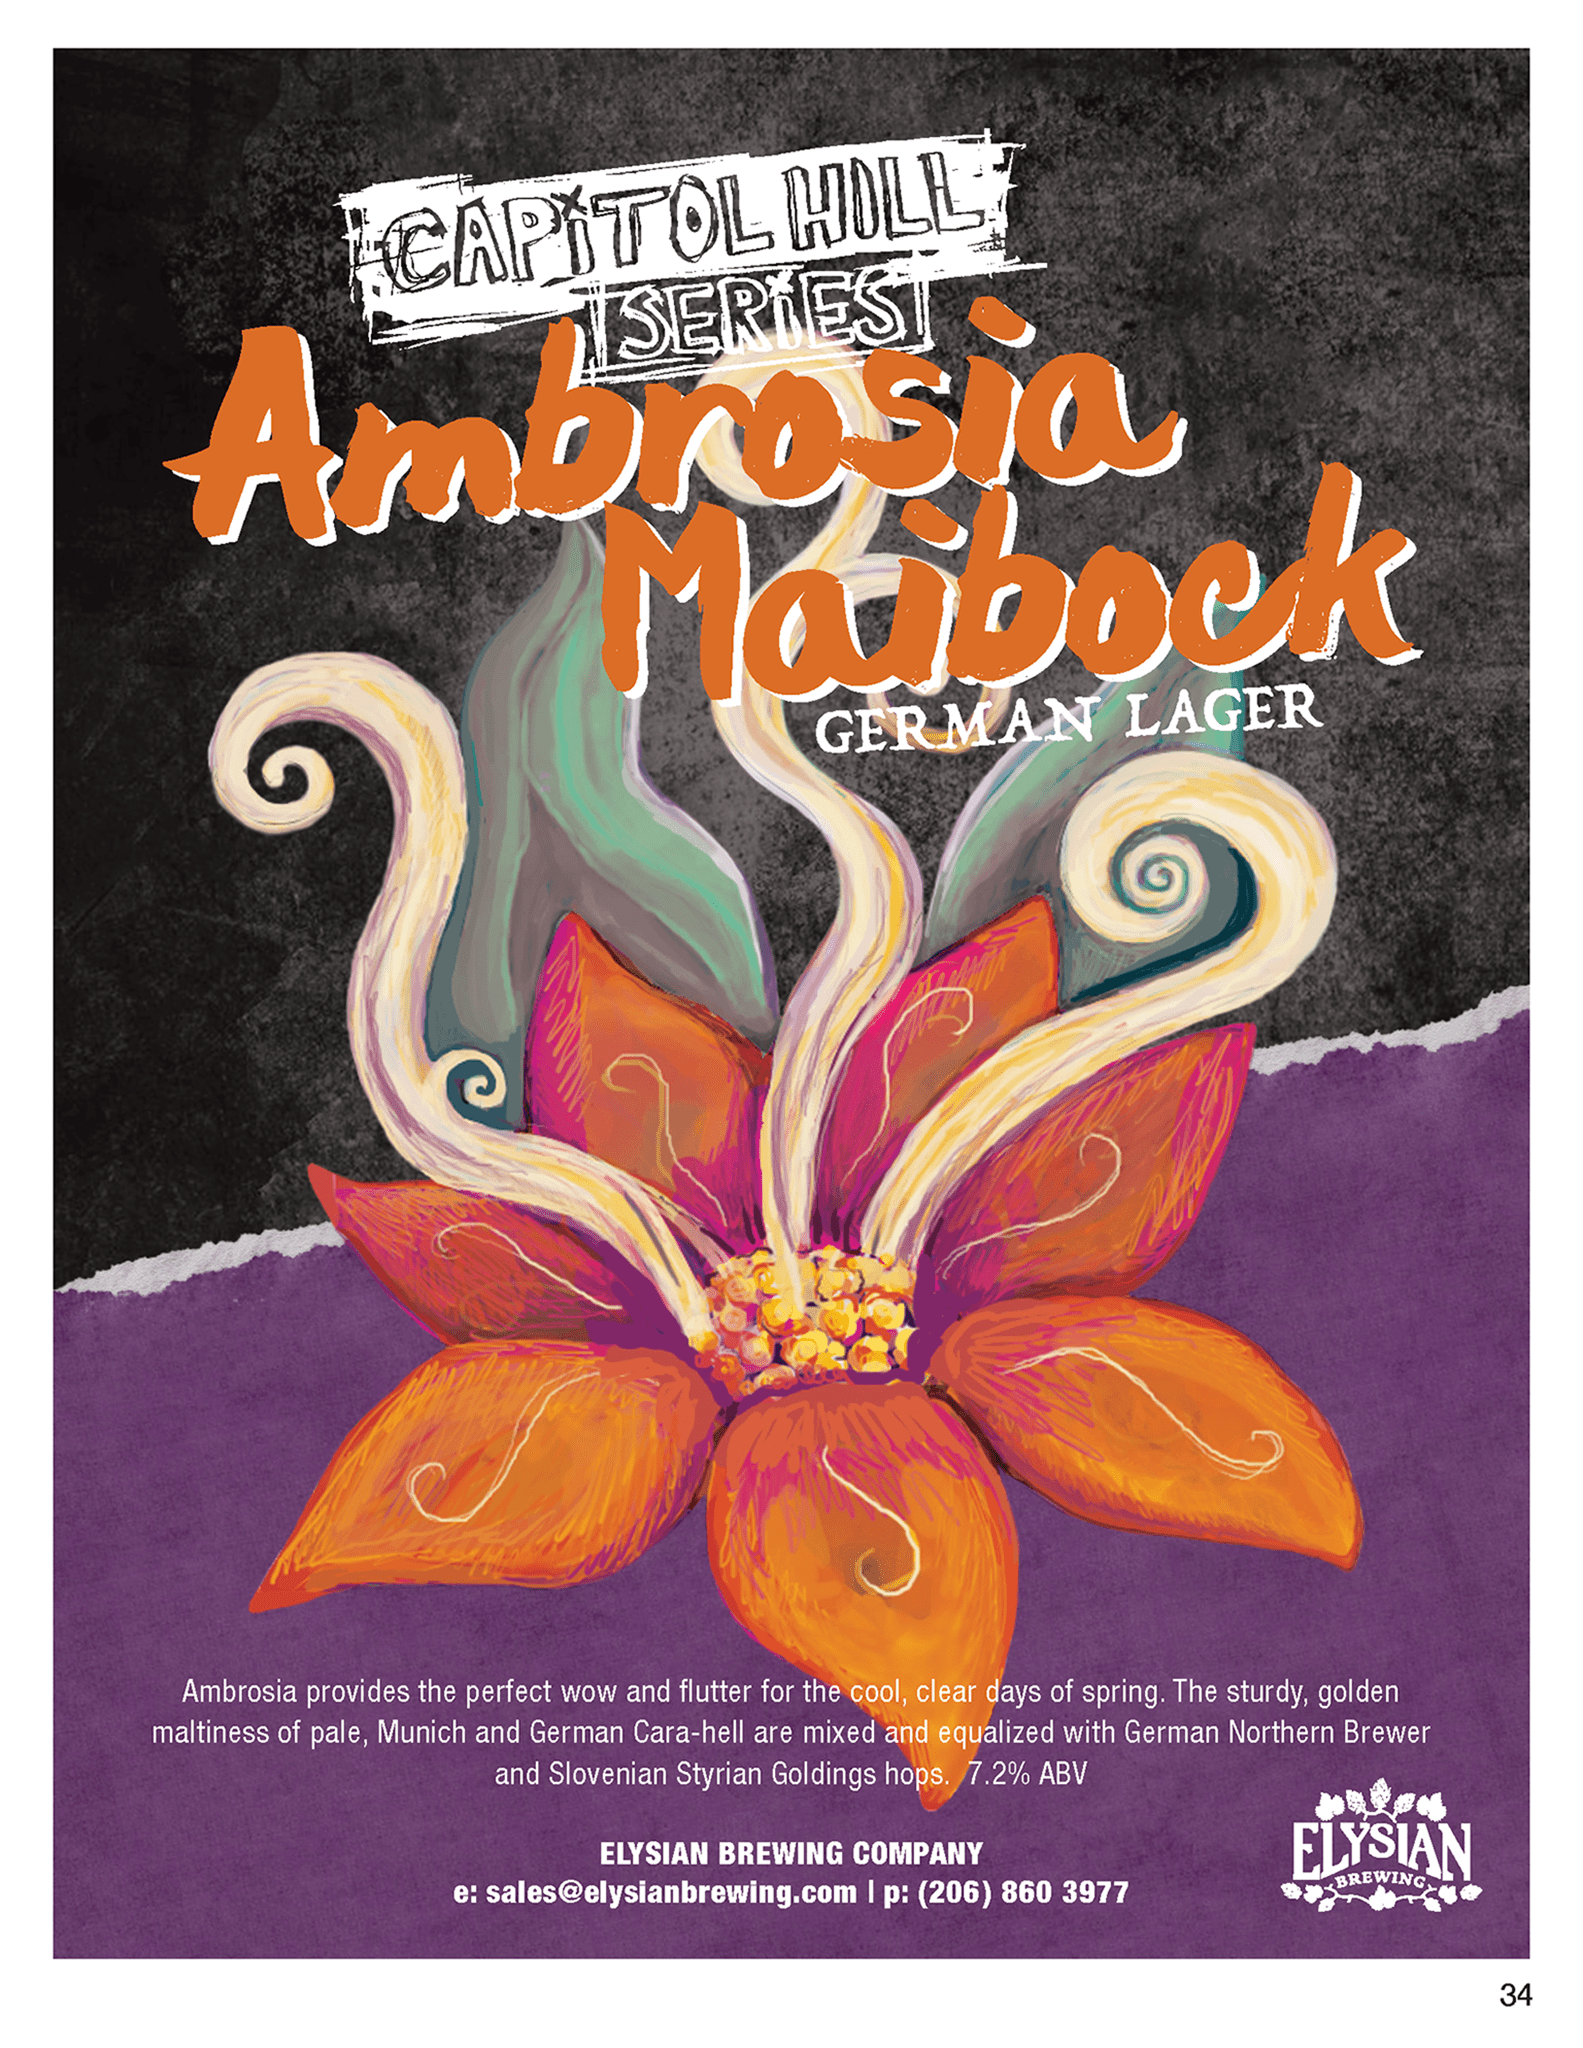 CAPiTOL HILL
SERiES
Ambrosia
Maibock
GERMAN LAGER
Ambrosia provides the perfect wow and flutter for the cool, clear days of spring. The sturdy, golden
maltiness of pale, Munich and German Cara-hell are mixed and equalized with German Northern Brewer
and Slovenian Styrian Goldings hops. 7.2% ABV
ELYSIAN BREWING COMPANY
e: sales@elysianbrewing.com | p: (206) 860 3977
ELYSIAN
BREWING
34